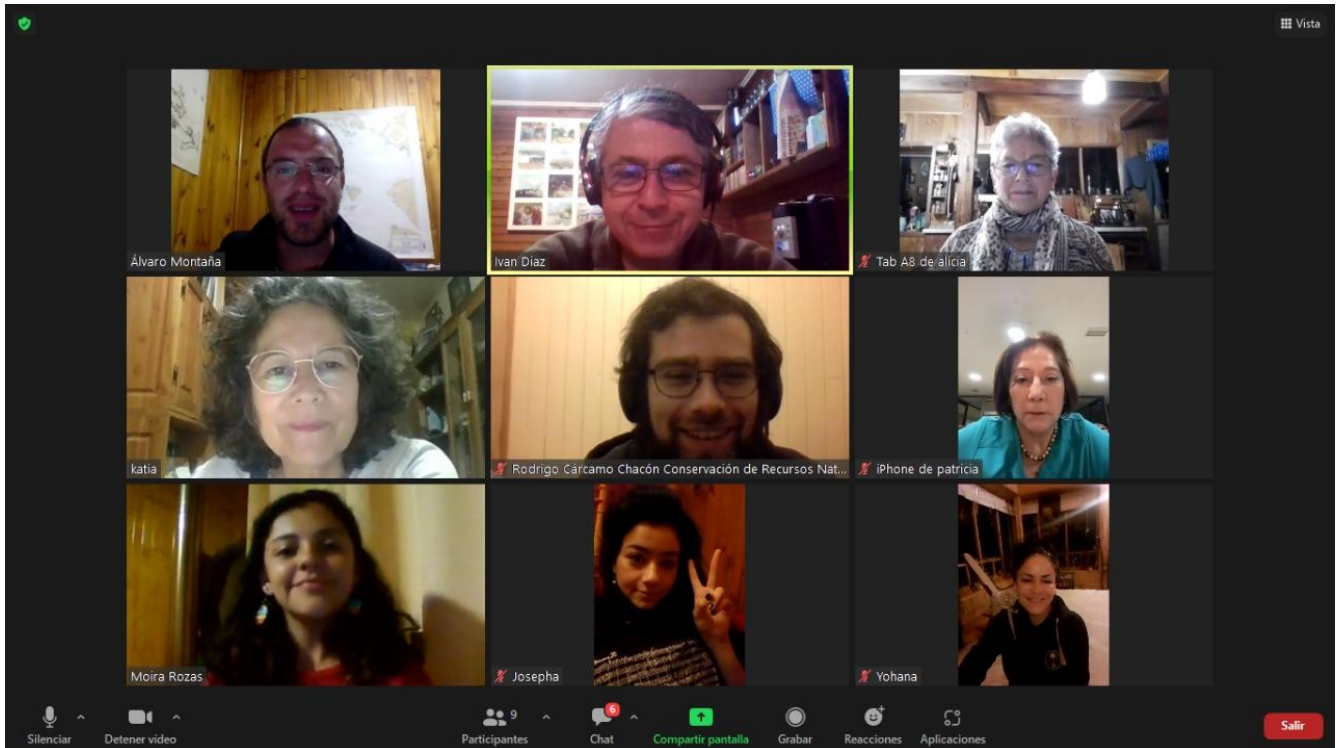 Vista
Álvaro Montaña
Ivan Diaz
Tab A8 de alicia
katia
Rodrigo Cárcamo Chacón Conservación de Recursos Nat...
iPhone de patricia
Moira Rozas
Josepha
Yohana
Silenciar
Detener vídeo
9
Participantes
6
Chat
Compartir pantalla
Grabar
Reacciones
Aplicaciones
Salir